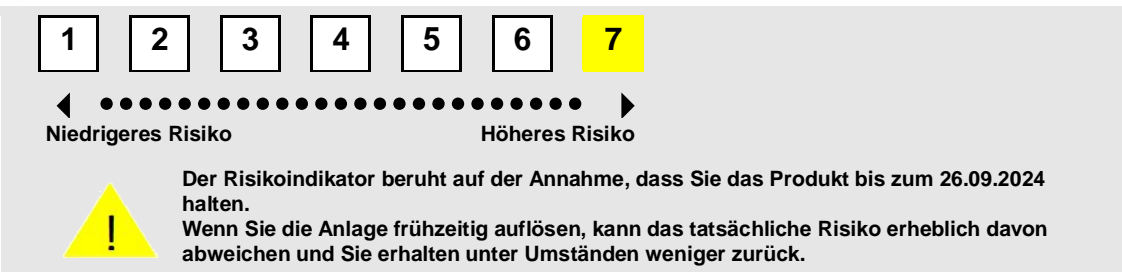 1 2 3 4 5 6 7
Niedrigeres Risiko Höheres Risiko
Der Risikoindikator beruht auf der Annahme, dass Sie das Produkt bis zum 26.09.2024
halten.
Wenn Sie die Anlage frühzeitig auflösen, kann das tatsächliche Risiko erheblich davon
abweichen und Sie erhalten unter Umständen weniger zurück.
!